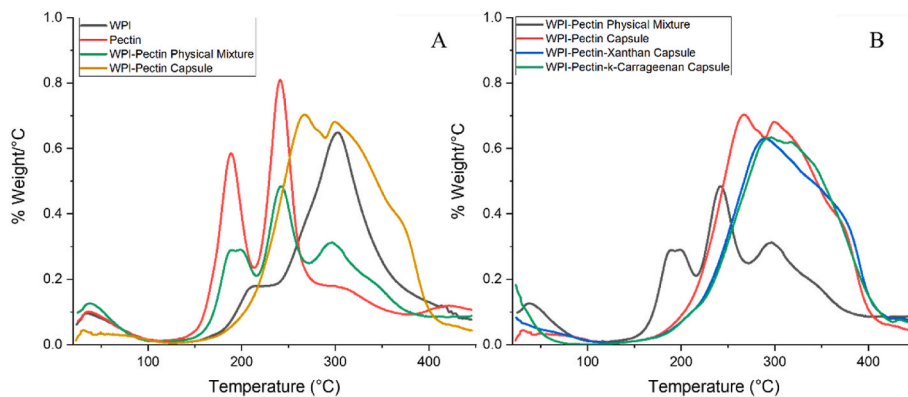 A
WPI
Pectin
WPI-Pectin Physical Mixture
WPI-Pectin Capsule
% Weight/°C
1.0
0.8
0.6
0.4
0.2
0.0
100
200
300
400
Temperature (°C)
B
WPI-Pectin Physical Mixture
WPI-Pectin Capsule
WPI-Pectin-Xanthan Capsule
WPI-Pectin-k-Carrageenan Capsule
% Weight/°C
1.0
0.8
0.6
0.4
0.2
0.0
100
200
300
400
Temperature (°C)